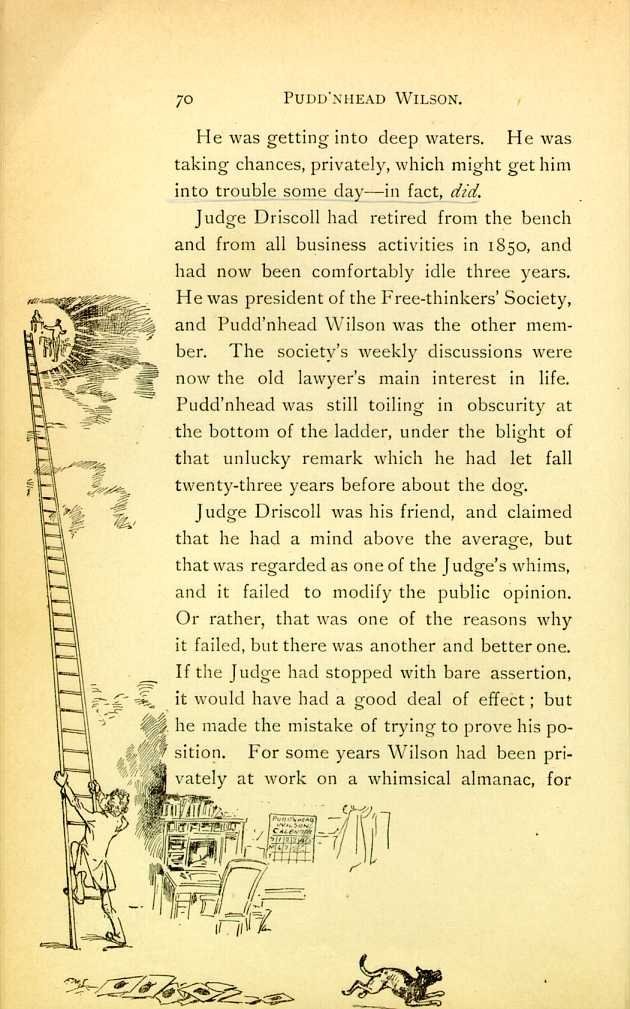 70 PUDD'NHEAD WILSON.
He was getting into deep waters. He was
taking chances, privately, which might get him
into trouble some day—in fact, did.
Judge Driscoll had retired from the bench
and from all business activities in 1850, and
had now been comfortably idle three years.
He was president of the Free-thinkers' Society,
and Pudd'nhead Wilson was the other mem-
ber. The society's weekly discussions were
now the old lawyer's main interest in life.
Pudd'nhead was still toiling in obscurity at
the bottom of the ladder, under the blight of
that unlucky remark which he had let fall
twenty-three years before about the dog.
Judge Driscoll was his friend, and claimed
that he had a mind above the average, but
that was regarded as one of the Judge's whims,
and it failed to modify the public opinion.
Or rather, that was one of the reasons why
it failed, but there was another and better one.
If the Judge had stopped with bare assertion,
it would have had a good deal of effect; but
he made the mistake of trying to prove his po-
sition. For some years Wilson had been pri-
vately at work on a whimsical almanac, for
PUDDNHEAD
WILSON
CALENDER